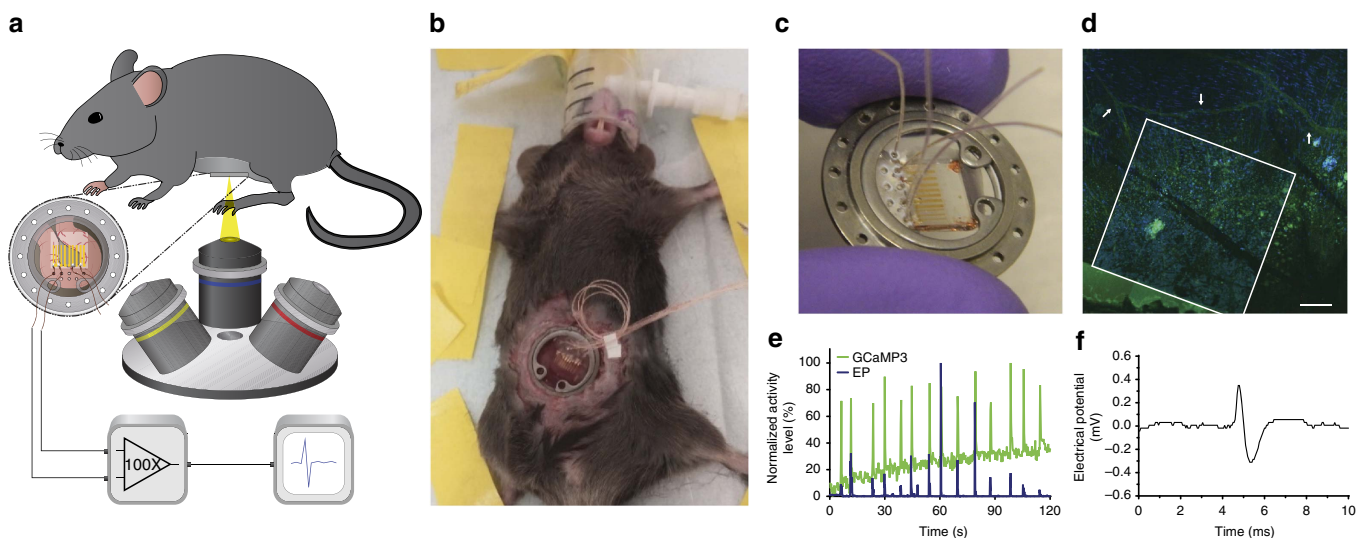 a
b
c
d
100X
e
GCaMP3
EP
Normalized activity
level (%)
100
80
60
40
20
0
0
30
60
90
120
Time (s)
f
Electrical potential
(mV)
0.6
0.4
0.2
0.0
−0.2
−0.4
−0.6
0
2
4
6
8
10
Time (ms)